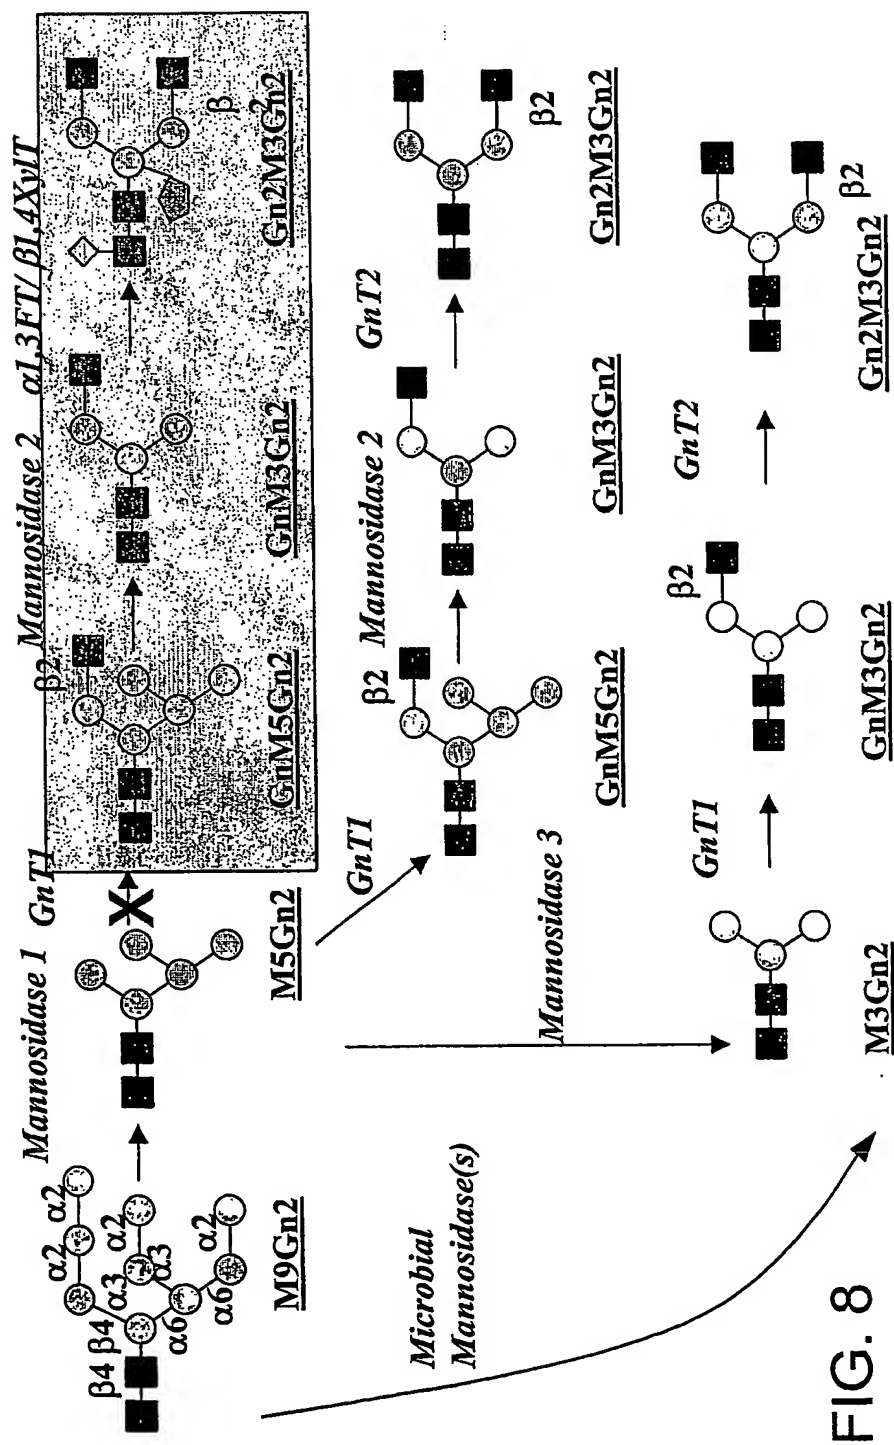 Mannosidase 1
GnT1
Mannosidase 2
α1,3FT/ β1,4XylT
β4 β4
α2
α2
α3
α2
α3
α6
α2
α6
X
β2
β
2
M9Gn2
M5Gn2
GnM5Gn2
GnM3Gn2
Gn2M3Gn2
GnT1
Mannosidase 2
GnT2
β2
β2
GnM5Gn2
GnM3Gn2
Gn2M3Gn2
Microbial
Mannosidase(s)
Mannosidase 3
GnT1
GnT2
β2
β2
M3Gn2
GnM3Gn2
Gn2M3Gn2
FIG. 8